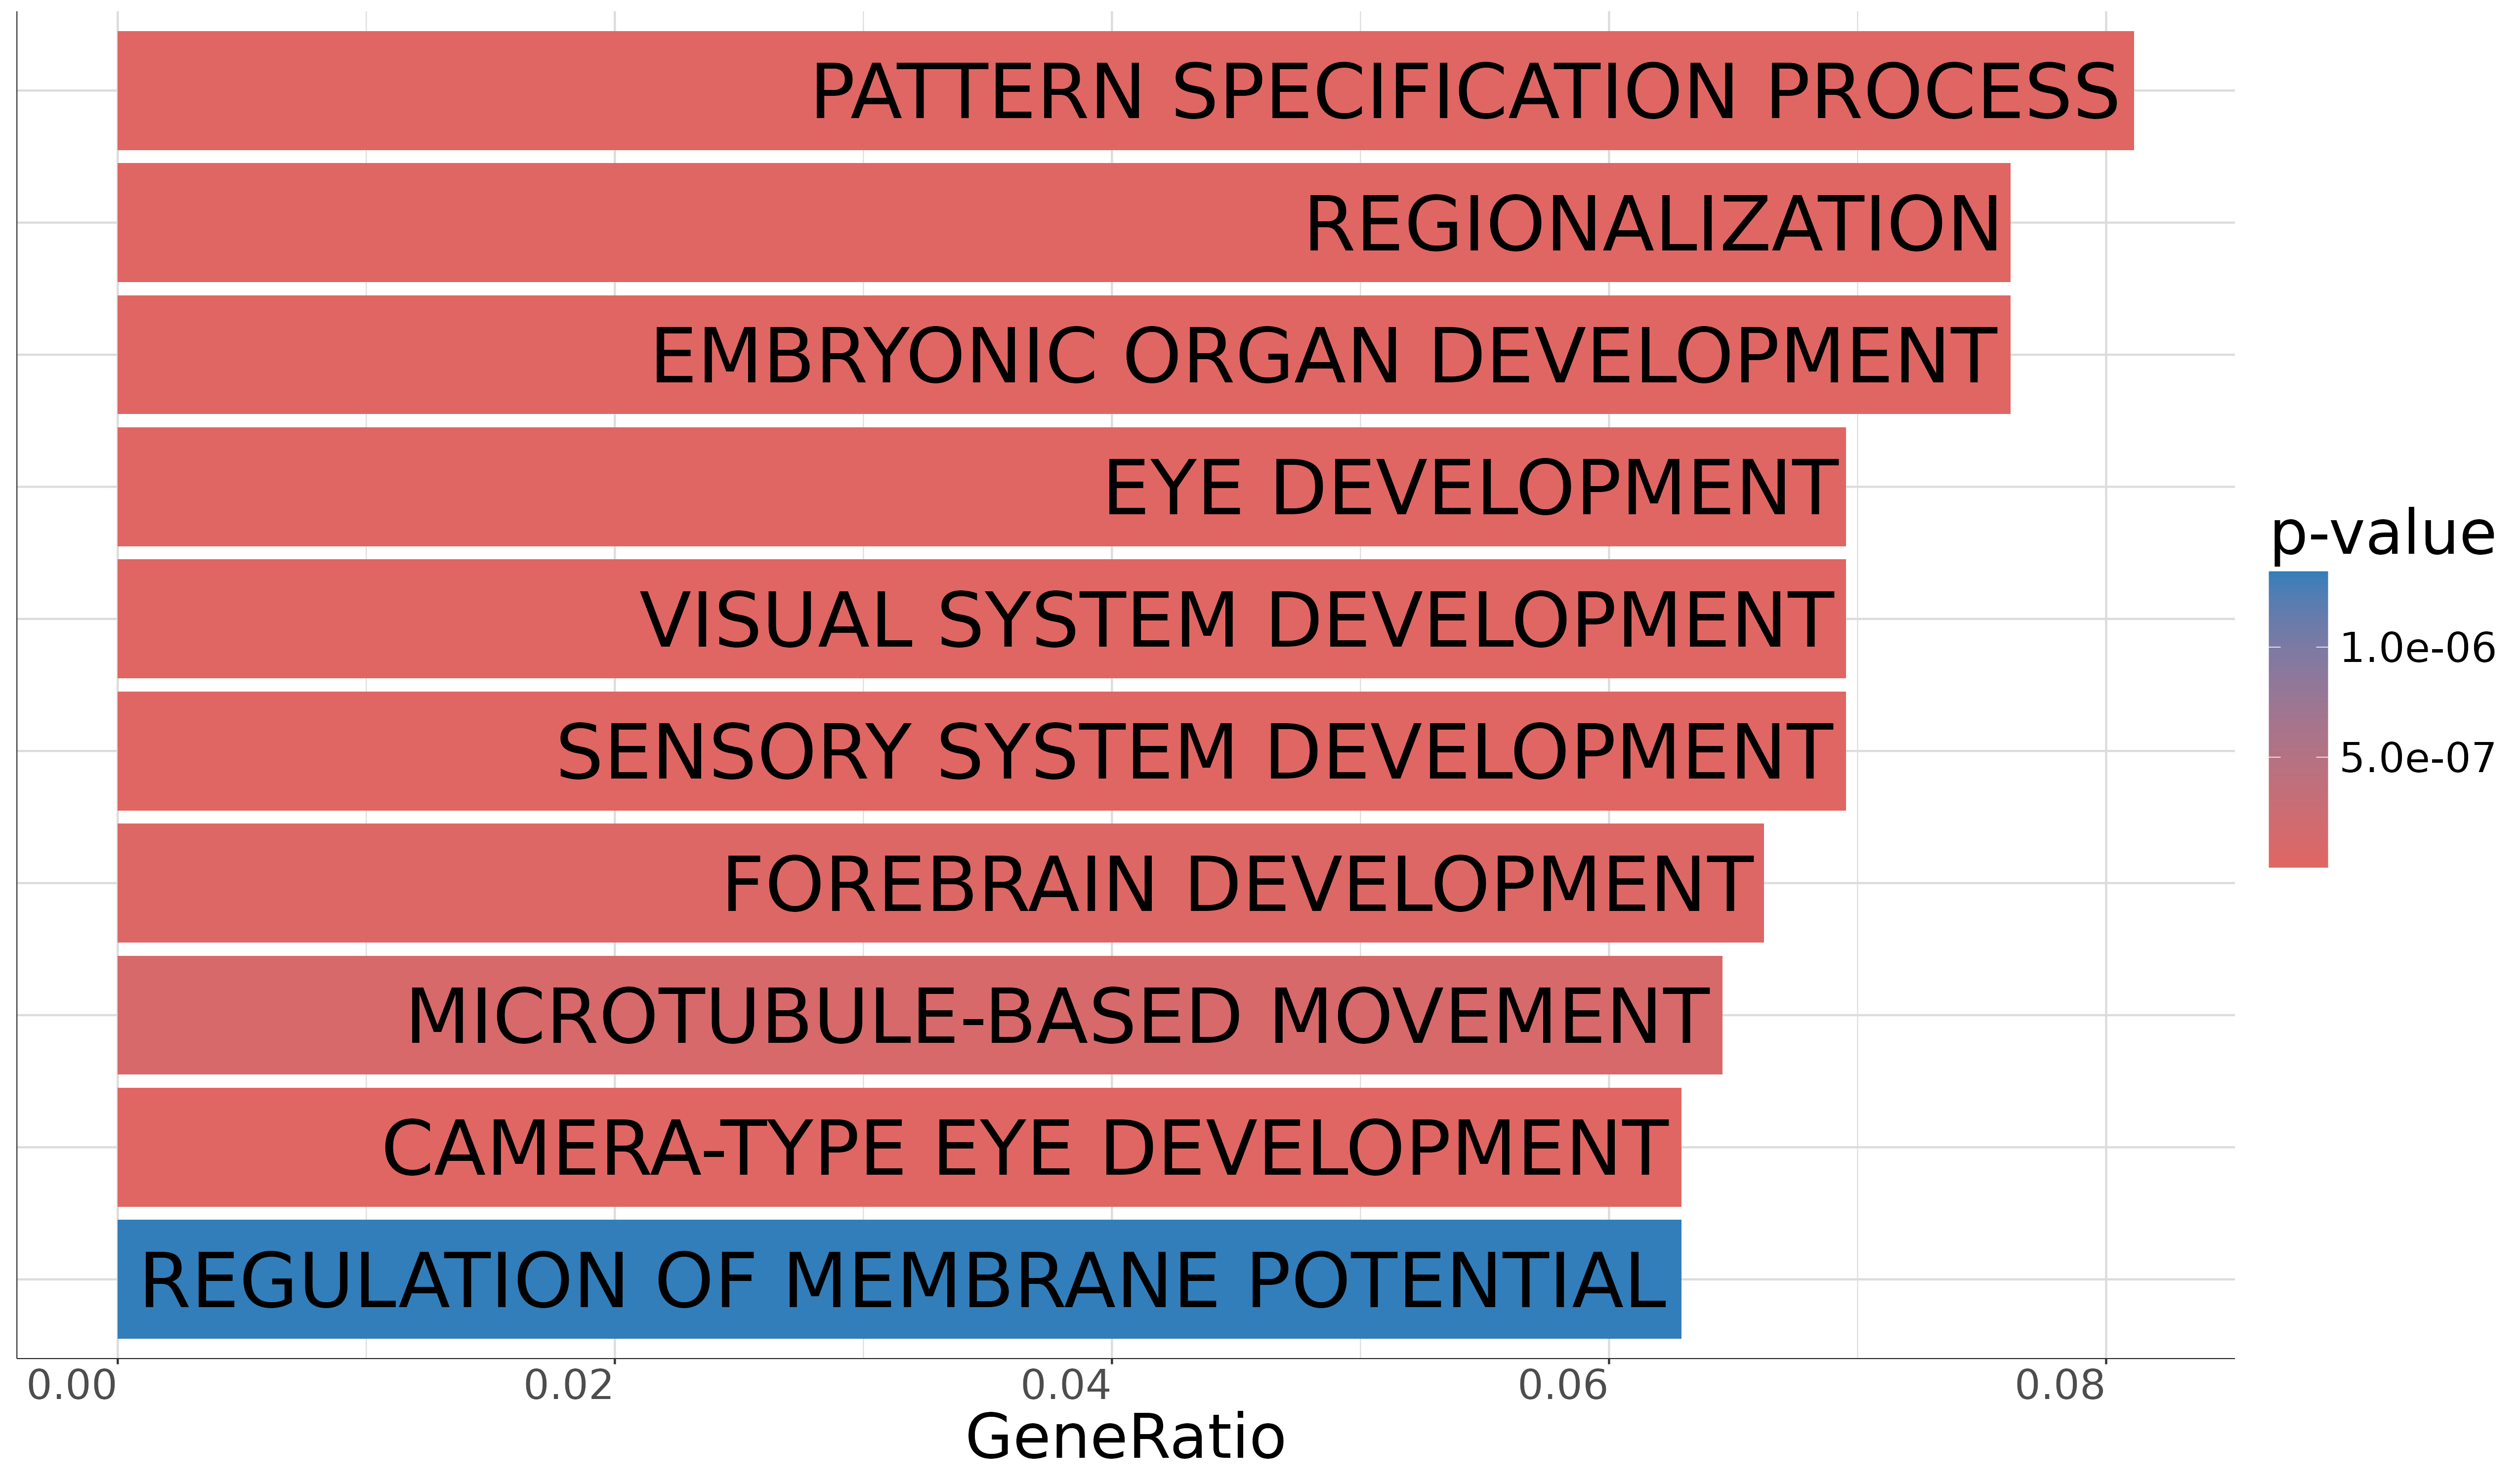 PATTERN SPECIFICATION PROCESS
REGIONALIZATION
EMBRYONIC ORGAN DEVELOPMENT
EYE DEVELOPMENT
VISUAL SYSTEM DEVELOPMENT
SENSORY SYSTEM DEVELOPMENT
FOREBRAIN DEVELOPMENT
MICROTUBULE-BASED MOVEMENT
CAMERA-TYPE EYE DEVELOPMENT
REGULATION OF MEMBRANE POTENTIAL
0.00 0.02 0.04 0.06 0.08
GeneRatio
p-value
1.0e-06
5.0e-07